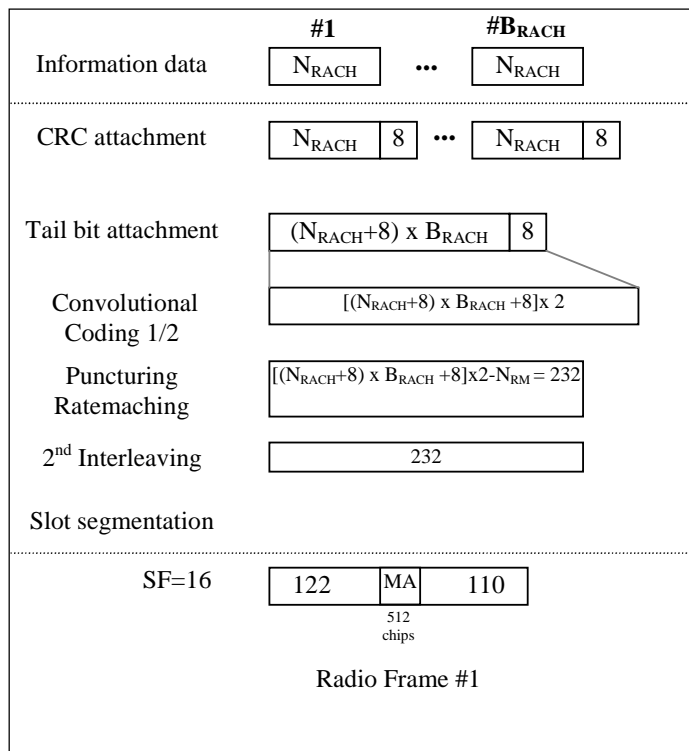 #1 #B_RACH
Information data N_RACH ... N_RACH
CRC attachment N_RACH 8 ... N_RACH 8
Tail bit attachment (N_RACH+8) x B_RACH 8
Convolutional
Coding 1/2
[(N_RACH+8) x B_RACH +8]x 2
Puncturing
Ratemaching
[(N_RACH+8) x B_RACH +8]x2-N_RM = 232
2nd Interleaving 232
Slot segmentation
SF=16 122 MA 110
512
chips
Radio Frame #1